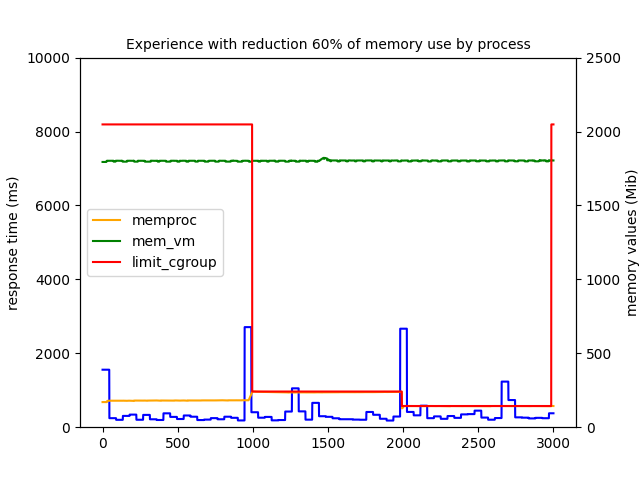 Experience with reduction 60% of memory use by process
10000
8000
6000
4000
2000
0
response time (ms)
2500
2000
1500
1000
500
0
memory values (Mib)
memproc
mem_vm
limit_cgroup
0 500 1000 1500 2000 2500 3000